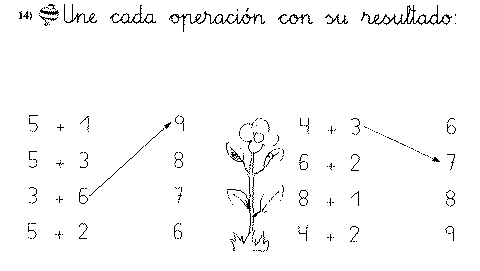 14) Une cada operación con su resultado:
5 + 1 9 4 + 3 6
5 + 3 8 6 + 2 7
3 + 6 7 8 + 1 8
5 + 2 6 4 + 2 9